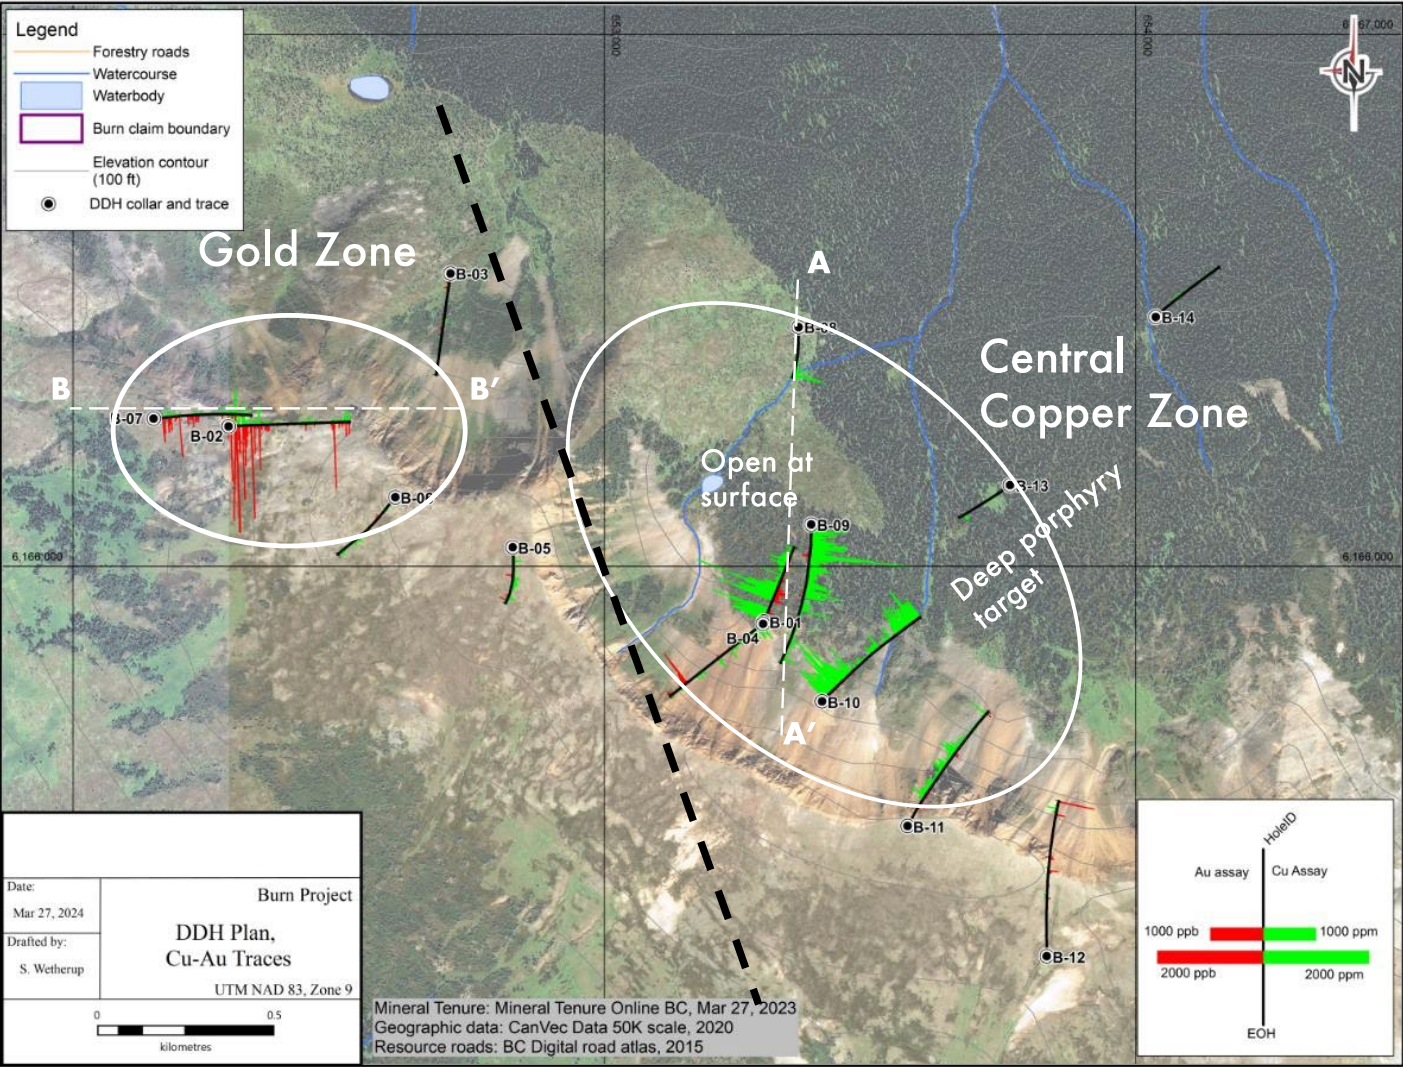 Legend
Forestry roads
Watercourse
Waterbody
Burn claim boundary
Elevation contour
(100 ft)
DDH collar and trace
653,000
654,000
N
Gold Zone
B-03
A
B-08
B-14
Central
Copper Zone
B
B'
B-07
B-02
Open at
surface
B-13
B-06
B-09
Deep porphyry
target
6,166,000
6,166,000
B-05
B-01
B-04
B-10
A'
B-11
B-12
Date:
Mar 27, 2024
Drafted by:
S. Wetherup
Burn Project
DDH Plan,
Cu-Au Traces
UTM NAD 83, Zone 9
0
0.5
kilometres
Mineral Tenure: Mineral Tenure Online BC, Mar 27, 2023
Geographic data: CanVec Data 50K scale, 2020
Resource roads: BC Digital road atlas, 2015
HoleID
Au assay
Cu Assay
1000 ppb
1000 ppm
2000 ppb
2000 ppm
EOH